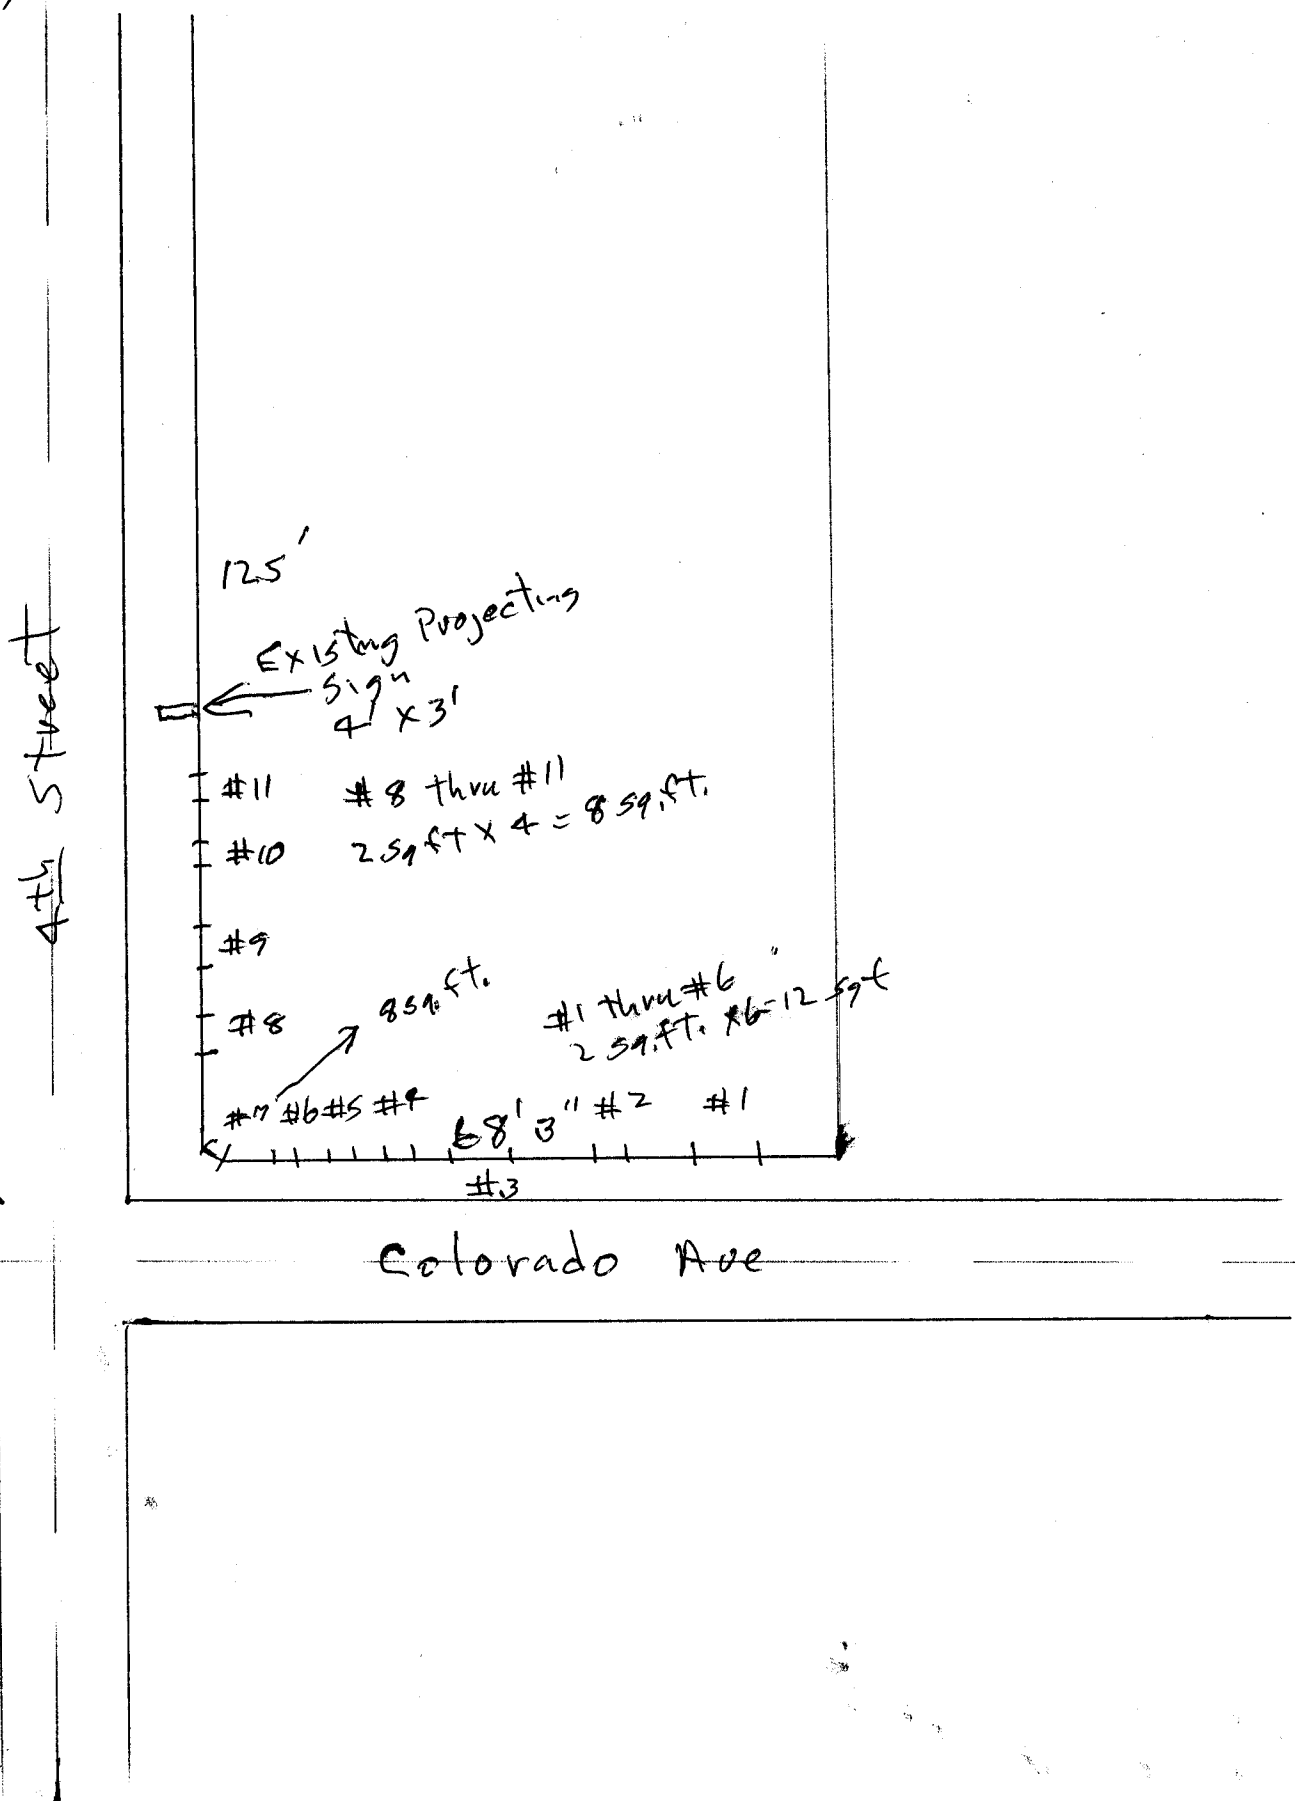 125'
Existing Projecting
Sign
4' x 3'
4th Street
#11
#8 thru #11
#10
2 sq ft x 4 = 8 sq. ft.
#9
8 sq. ft.
#8
#1 thru #6
2 sq. ft. x 6 = 12 sq ft
#7 #6 #5 #4
68' 3"
#2
#1
#3
Colorado Ave